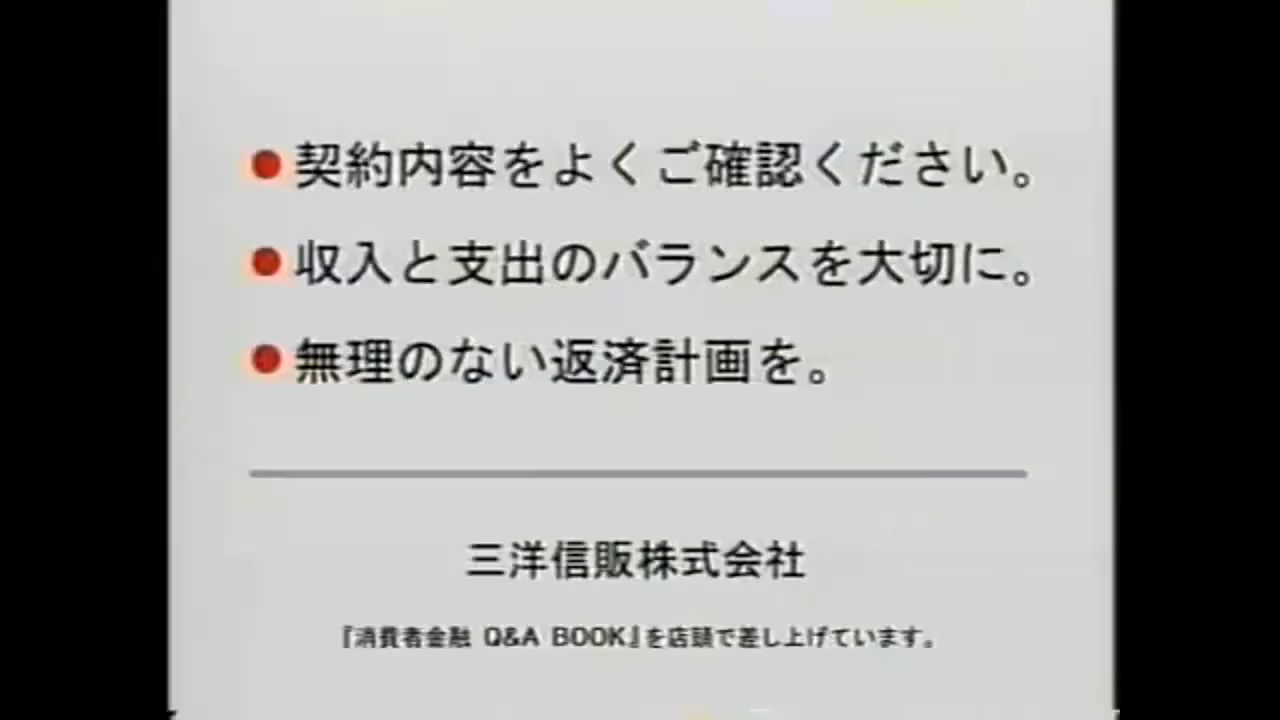 ●契約内容をよくご確認ください。
●収入と支出のバランスを大切に。
●無理のない返済計画を。
三洋信販株式会社
『消費者金融 Q&A BOOK』を店頭で差し上げています。